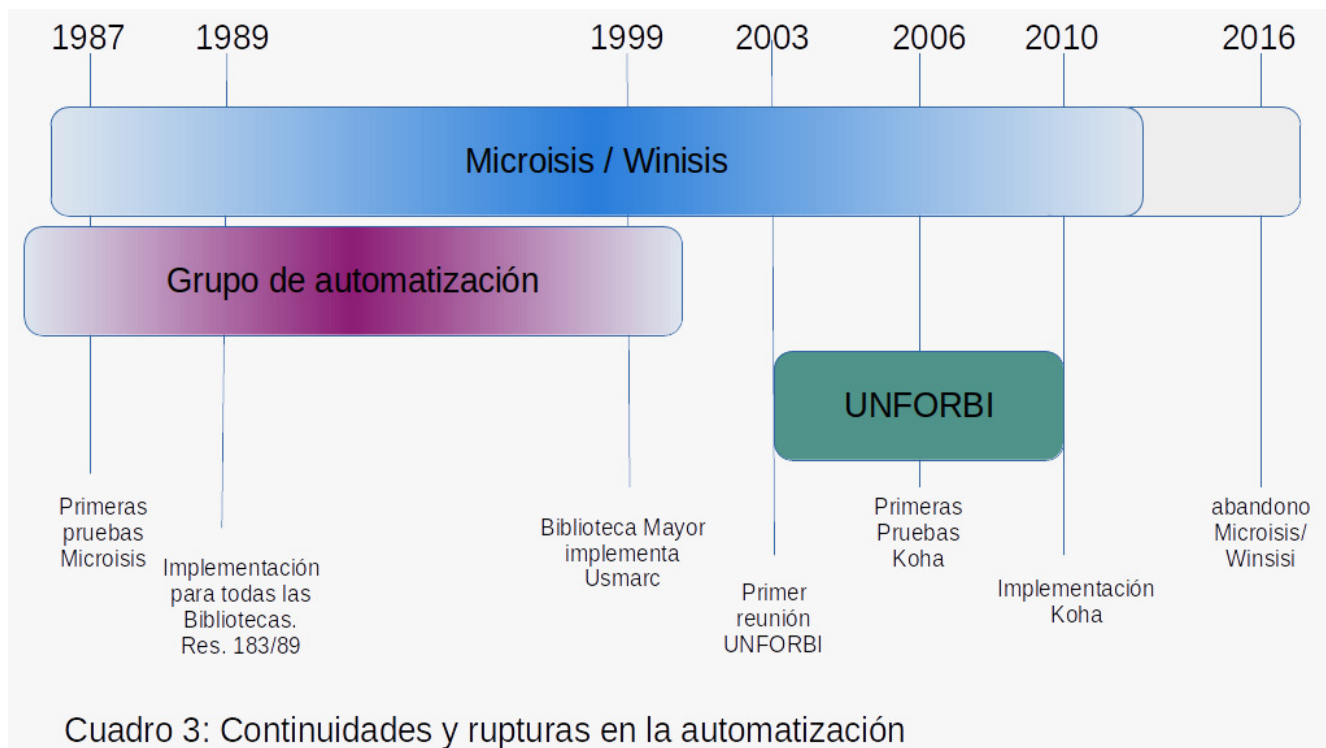 1987 1989 1999 2003 2006 2010 2016
Microisis / Winisis
Grupo de automatización
UNFORBI
Primeras
pruebas
Microisis
Implementación
para todas las
Bibliotecas.
Res. 183/89
Biblioteca Mayor
implementa
Usmarc
Primer
reunión
UNFORBI
Primeras
Pruebas
Koha
Implementación
Koha
abandono
Microisis/
Winsisi
Cuadro 3: Continuidades y rupturas en la automatización